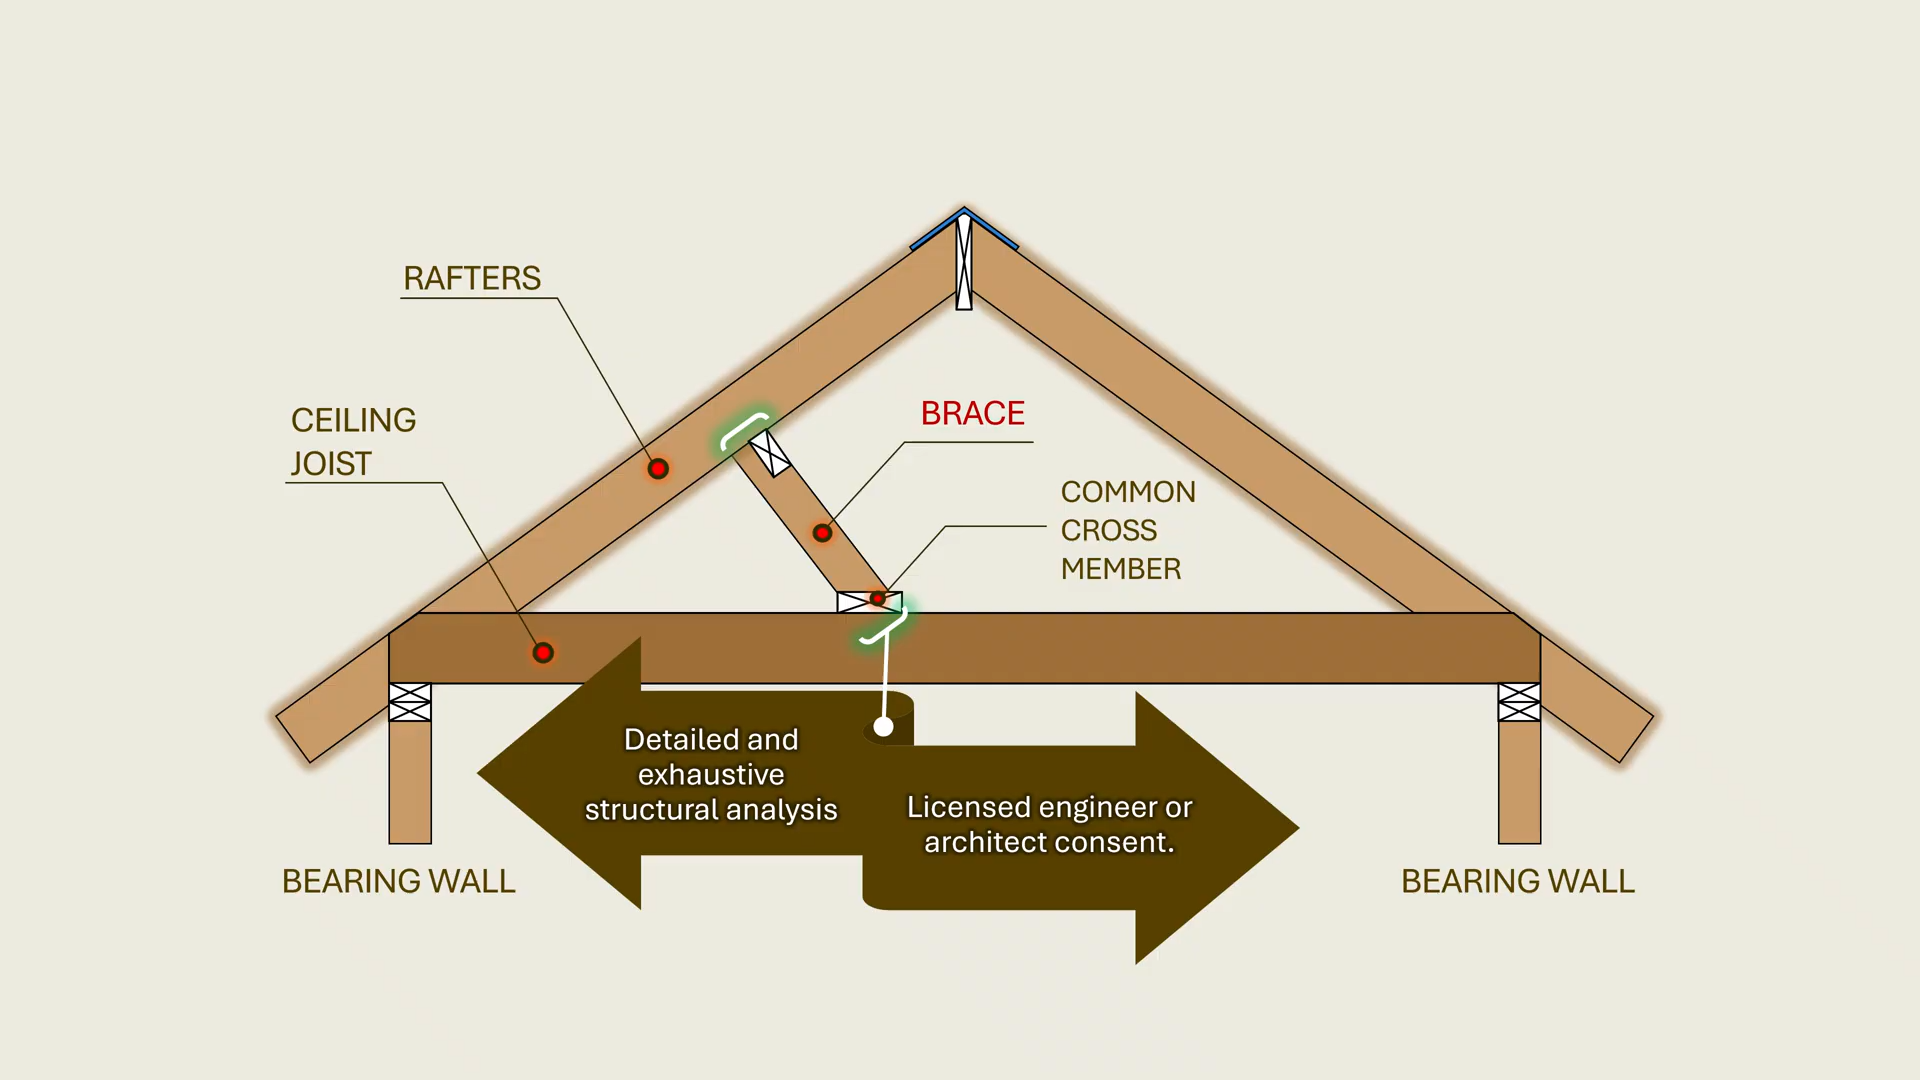 RAFTERS
CEILING
JOIST
BRACE
COMMON
CROSS
MEMBER
Detailed and
exhaustive
structural analysis
Licensed engineer or
architect consent.
BEARING WALL
BEARING WALL